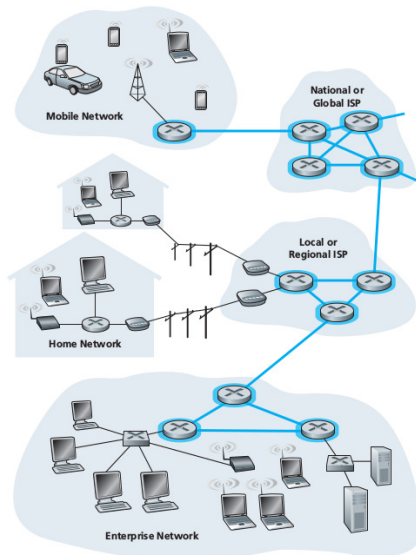 National or
Global ISP
Mobile Network
Local or
Regional ISP
Home Network
Enterprise Network